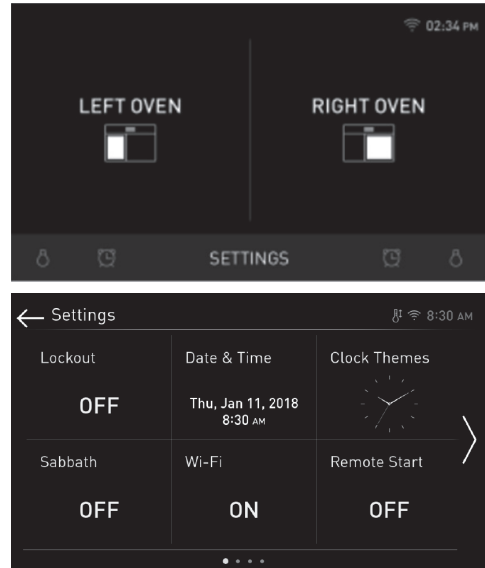 02:34 PM
LEFT OVEN RIGHT OVEN
SETTINGS
Settings 8:30 AM
Lockout Date & Time Clock Themes
OFF Thu, Jan 11, 2018
8:30 AM
Sabbath Wi-Fi Remote Start
OFF ON OFF